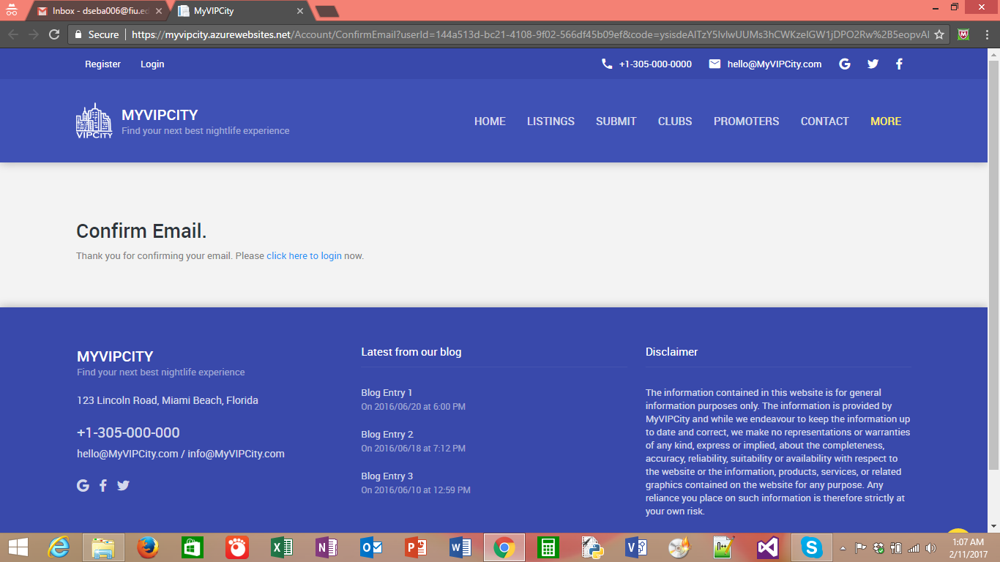 Inbox - dseba006@fiu.ed
MyVIPCity
Secure
https://myvipcity.azurewebsites.net/Account/ConfirmEmail?userId=144a513d-bc21-4108-9f02-566df45b09ef&code=ysisdeAITzY5IvlwUUMs3hCWKzeIGW1jDPO2Rw%2B5eopvAl
Register Login
+1-305-000-0000 hello@MyVIPCity.com
VIPCITY
MYVIPCITY
Find your next best nightlife experience
HOME LISTINGS SUBMIT CLUBS PROMOTERS CONTACT MORE
Confirm Email.
Thank you for confirming your email. Please click here to login now.
MYVIPCITY
Find your next best nightlife experience
123 Lincoln Road, Miami Beach, Florida
+1-305-000-000
hello@MyVIPCity.com / info@MyVIPCity.com
Latest from our blog
Blog Entry 1
On 2016/06/20 at 6:00 PM
Blog Entry 2
On 2016/06/18 at 7:12 PM
Blog Entry 3
On 2016/06/10 at 12:59 PM
Disclaimer
The information contained in this website is for general
information purposes only. The information is provided by
MyVIPCity and while we endeavour to keep the information up
to date and correct, we make no representations or warranties
of any kind, express or implied, about the completeness,
accuracy, reliability, suitability or availability with respect to
the website or the information, products, services, or related
graphics contained on the website for any purpose. Any
reliance you place on such information is therefore strictly at
your own risk.
1:07 AM
2/11/2017